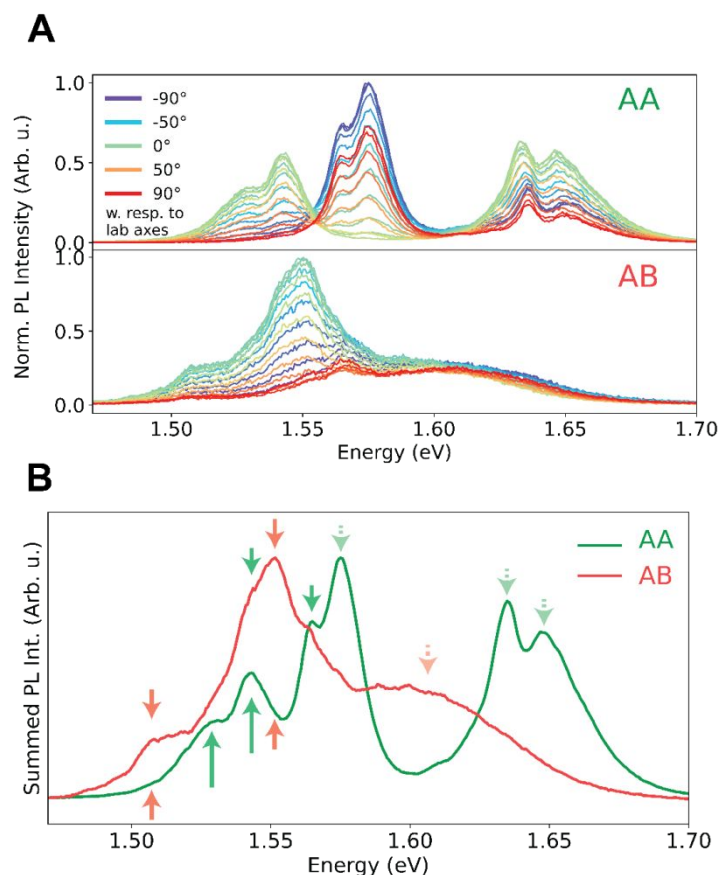 A
Norm. PL Intensity (Arb. u.)
1.0
0.5
0.0
-90°
-50°
0°
50°
90°
w. resp. to
lab axes
AA
1.0
0.5
0.0
AB
1.50 1.55 1.60 1.65 1.70
Energy (eV)
B
Summed PL Int. (Arb. u.)
AA
AB
1.50 1.55 1.60 1.65 1.70
Energy (eV)